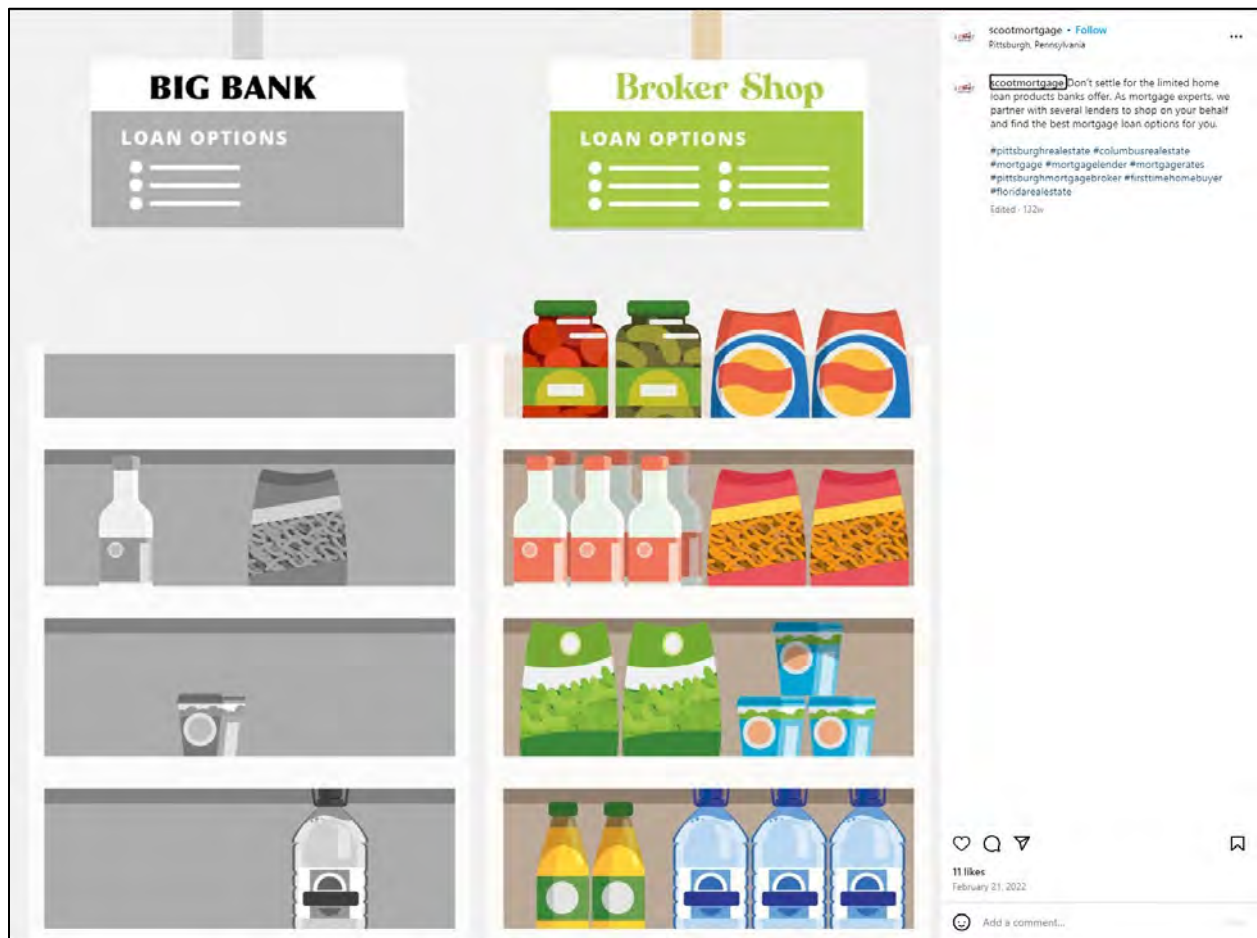 BIG BANK
LOAN OPTIONS
Broker Shop
LOAN OPTIONS
scootmortgage • Follow
Pittsburgh, Pennsylvania
scootmortgage Don't settle for the limited home
loan products banks offer. As mortgage experts, we
partner with several lenders to shop on your behalf
and find the best mortgage loan options for you.
#pittsburghrealestate #columbusrealestate
#mortgage #mortgagelender #mortgagerates
#pittsburghmortgagebroker #firsttimehomebuyer
#floridarealestate
Edited · 132w
11 likes
February 21, 2022
Add a comment...